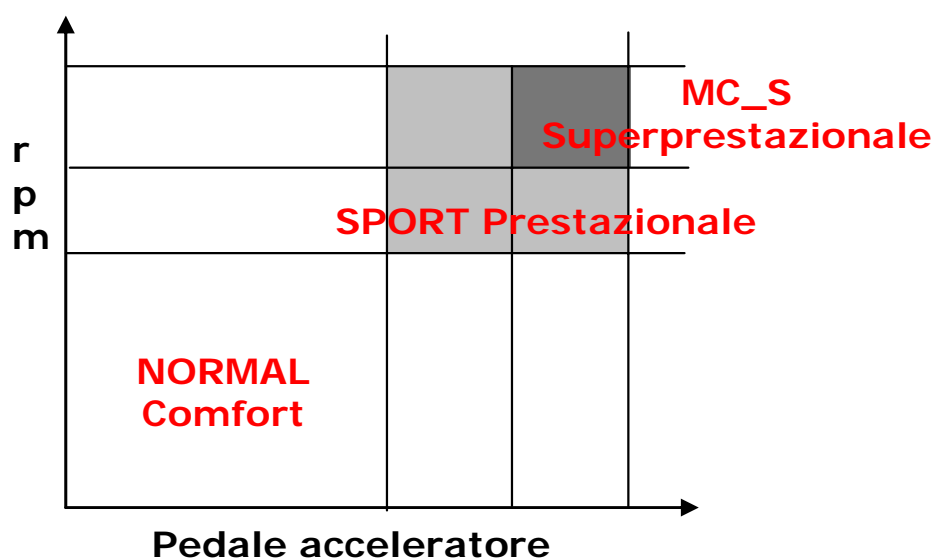 MC_S
Superprestazionale
r
p
m
SPORT Prestazionale
NORMAL
Comfort
Pedale acceleratore